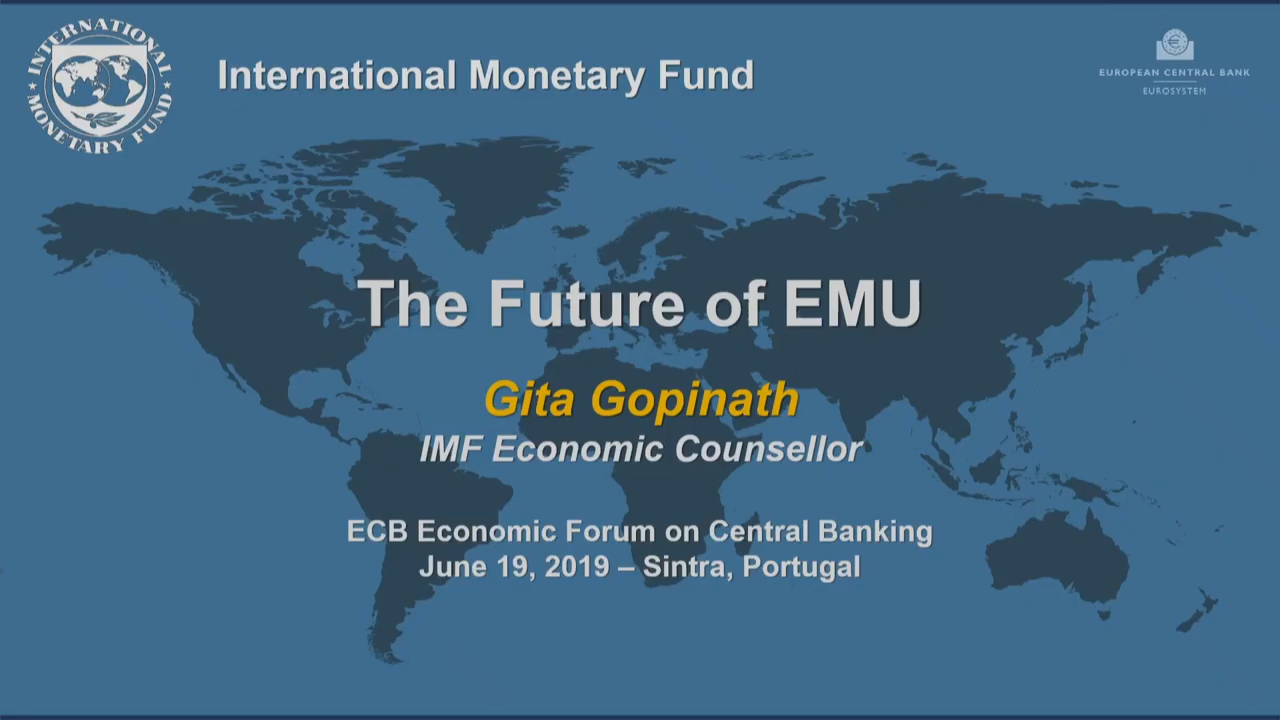 INTERNATIONAL MONETARY FUND
International Monetary Fund
EUROPEAN CENTRAL BANK
EUROSYSTEM
The Future of EMU
Gita Gopinath
IMF Economic Counsellor
ECB Economic Forum on Central Banking
June 19, 2019 – Sintra, Portugal